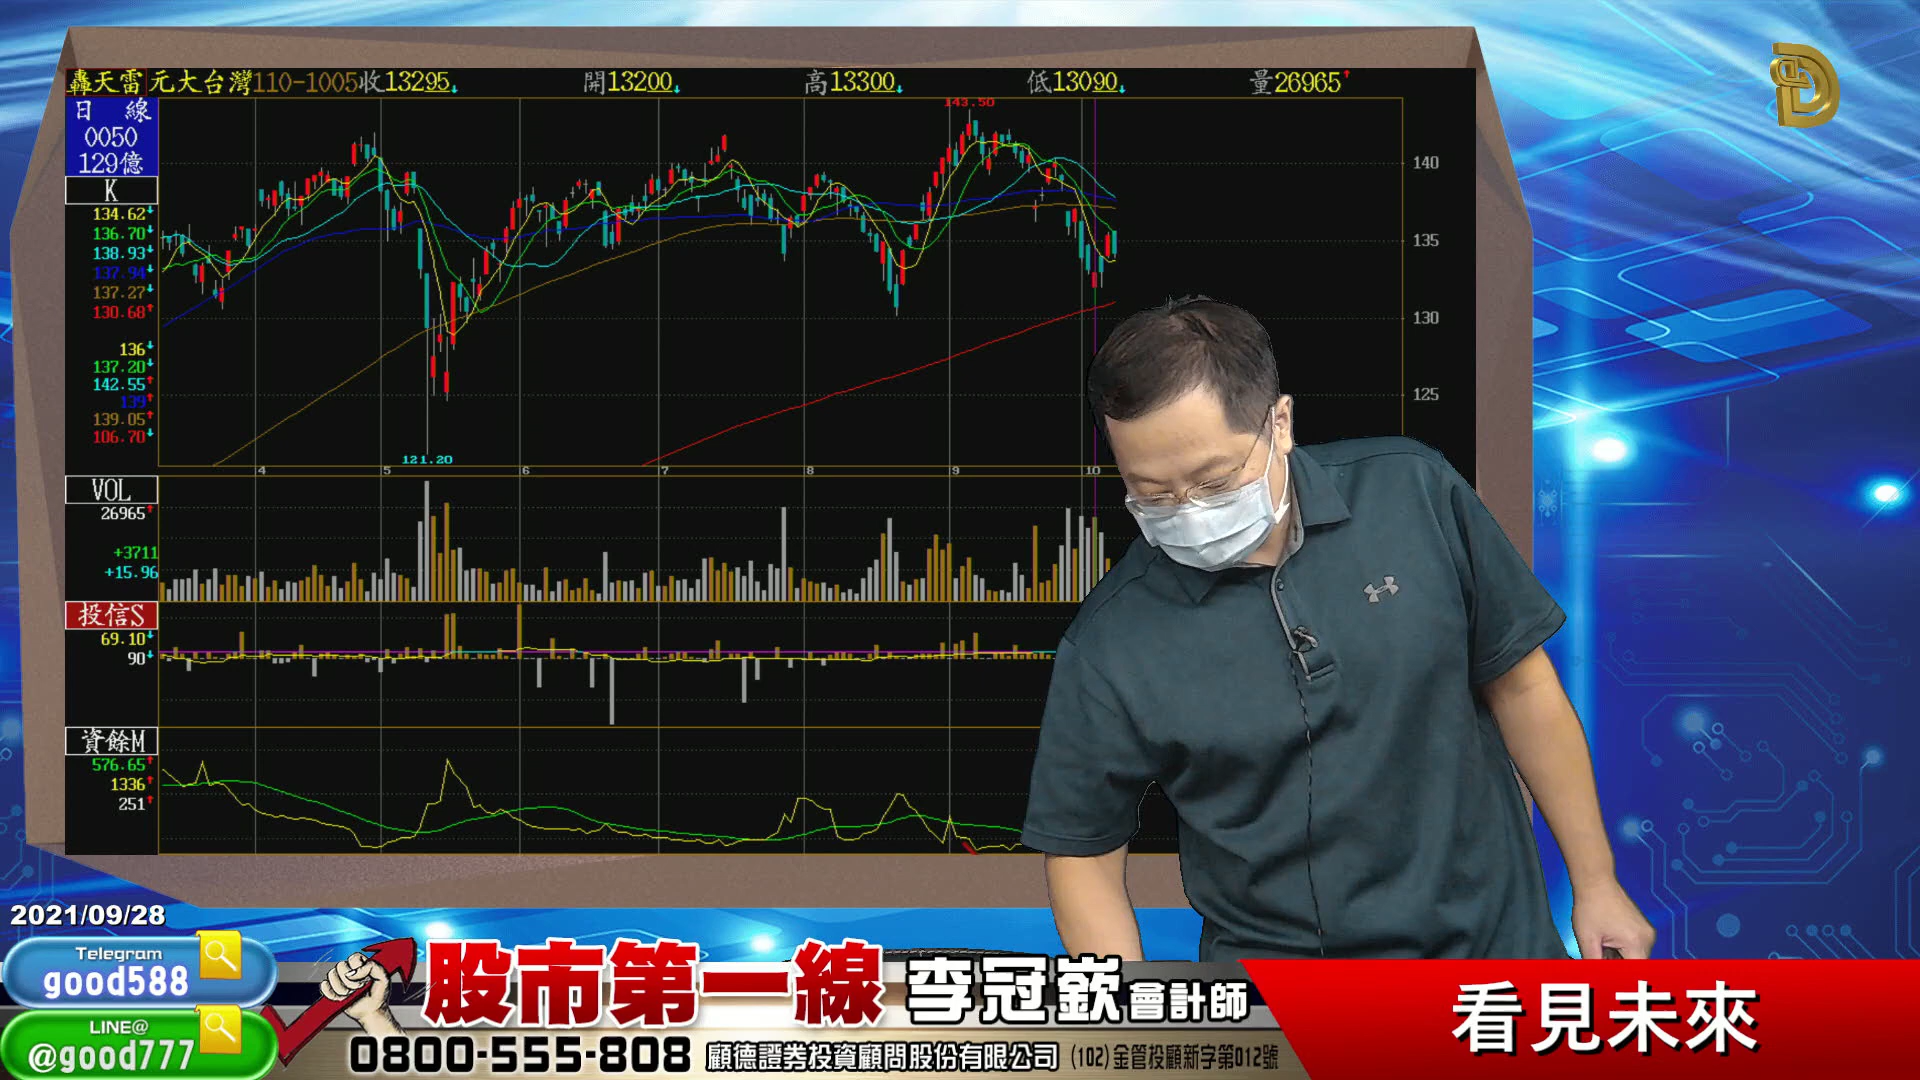 轟天雷 元大台灣110-1005收13295↓ 開13200↓ 高13300↓ 低13090↓ 量26965↑
日 線
0050
129億
K
134.62↓
136.70↓
138.93↓
137.94↓
137.27↓
130.68↑
136↓
137.20↓
142.55↑
139↑
139.05↑
106.70↓
143.50
140
135
130
125
121.20
4 5 6 7 8 9 10
VOL
26965↑
+3711
+15.96
投信S
69.10↓
90↓
資餘M
576.65↑
1336↑
251↑
2021/09/28
Telegram
good588
LINE@
@good777
股市第一線 李冠嶔 會計師
0800-555-808 顧德證券投資顧問股份有限公司 (102)金管投顧新字第012號
看見未來